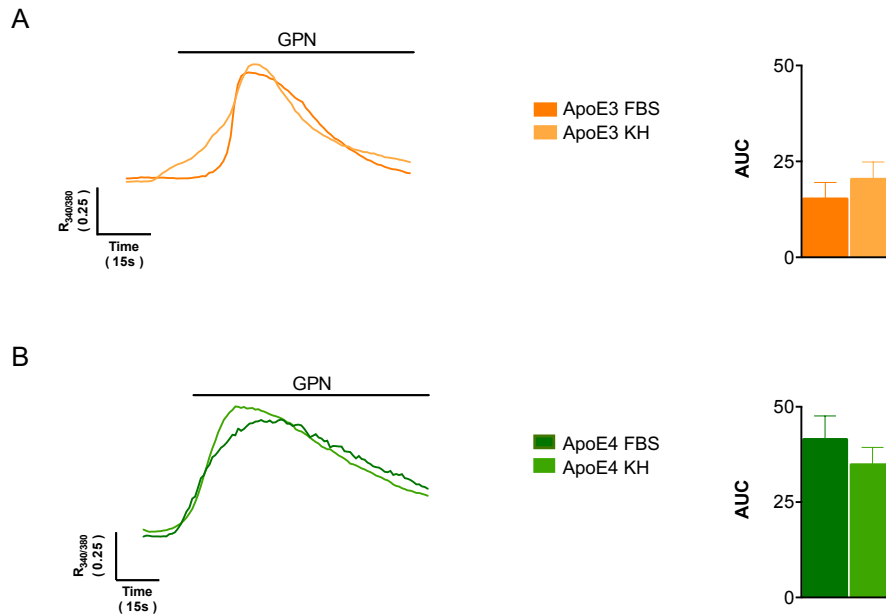 A
GPN
ApoE3 FBS
ApoE3 KH
R340/380
( 0.25 )
Time
( 15s )
AUC
50
25
0
B
GPN
ApoE4 FBS
ApoE4 KH
R340/380
( 0.25 )
Time
( 15s )
AUC
50
25
0